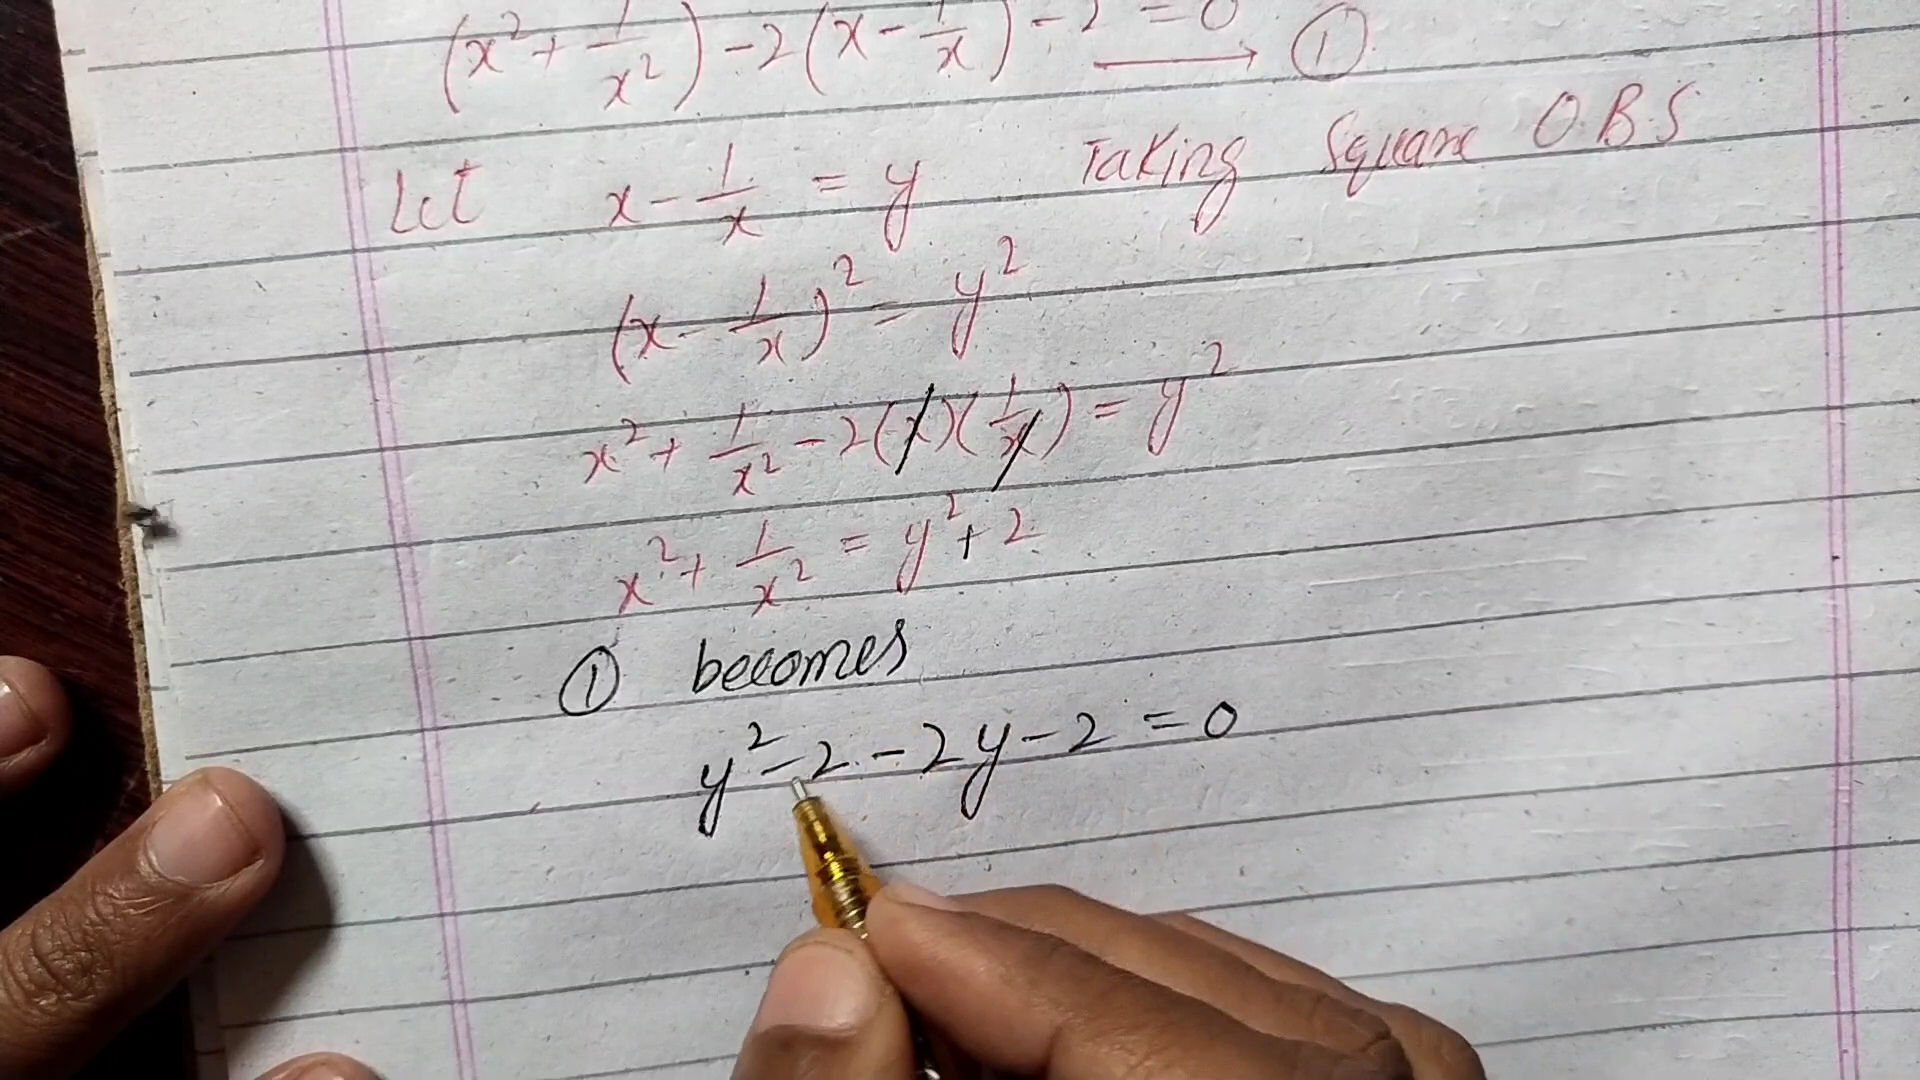 (x² + 1/x²) - 2(x - 1/x) - 2 = 0 → ①
Let x - 1/x = y Taking Square O.B.S
(x - 1/x)² = y²
x² + 1/x² - 2(x)(1/x) = y²
x² + 1/x² = y² + 2
① becomes
y² - 2 - 2y - 2 = 0